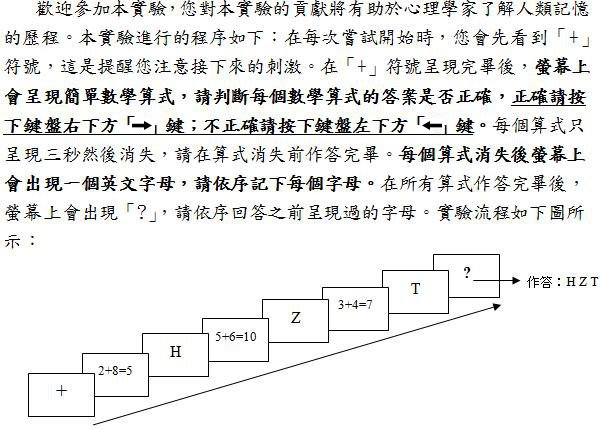 歡迎參加本實驗，您對本實驗的貢獻將有助於心理學家了解人類記憶
的歷程。本實驗進行的程序如下：在每次嘗試開始時，您會先看到「+」
符號，這是提醒您注意接下來的刺激。在「+」符號呈現完畢後，螢幕上
會呈現簡單數學算式，請判斷每個數學算式的答案是否正確，正確請按
下鍵盤右下方「→」鍵；不正確請按下鍵盤左下方「←」鍵。每個算式只
呈現三秒然後消失，請在算式消失前作答完畢。每個算式消失後螢幕上
會出現一個英文字母，請依序記下每個字母。在所有算式作答完畢後，
螢幕上會出現「?」，請依序回答之前呈現過的字母。實驗流程如下圖所
示：
+
2+8=5
H
5+6=10
Z
3+4=7
T
?
作答：H Z T